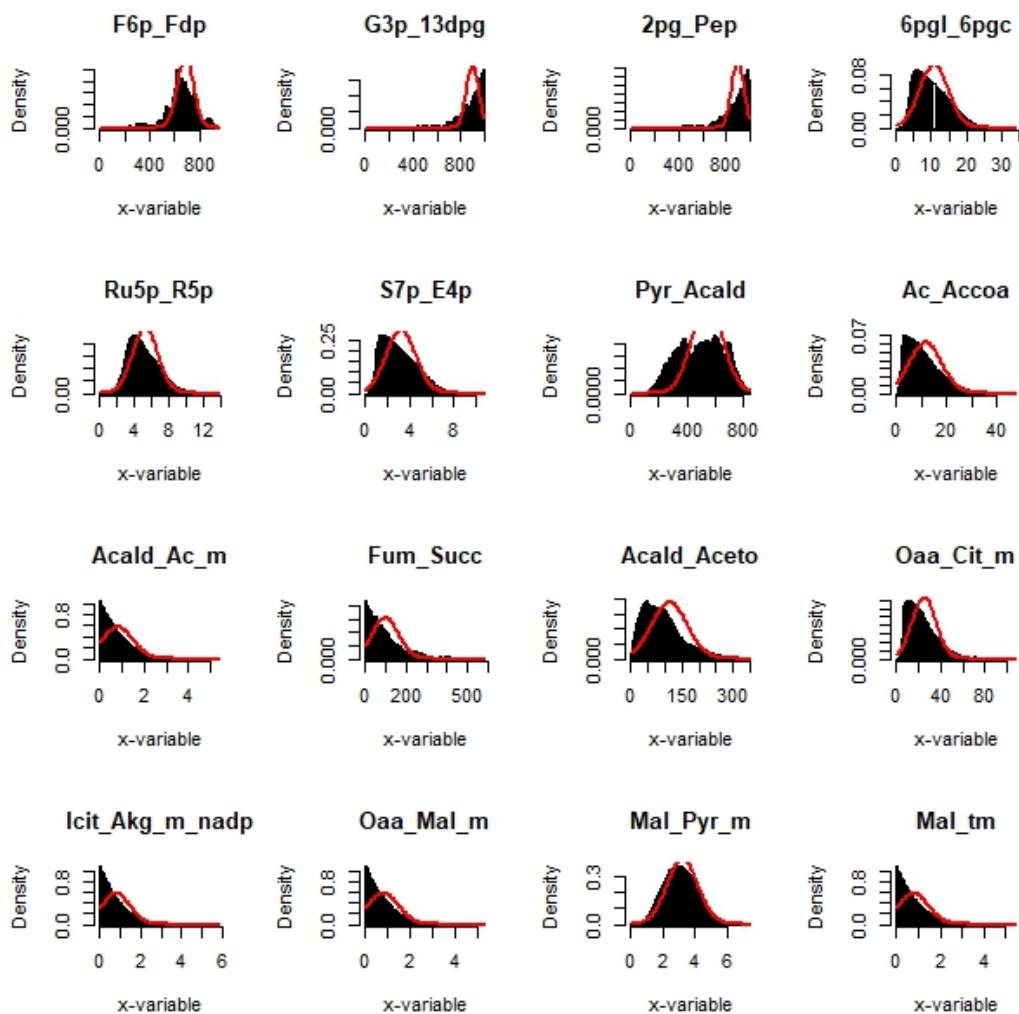 F6p_Fdp G3p_13dpg 2pg_Pep 6pgl_6pgc
Density Density Density Density
0.000 0.000 0.000 0.00 0.08
0 400 800 0 400 800 0 400 800 0 10 20 30
x-variable x-variable x-variable x-variable
Ru5p_R5p S7p_E4p Pyr_Acald Ac_Accoa
Density Density Density Density
0.00 0.00 0.25 0.0000 0.00 0.07
0 4 8 12 0 4 8 0 400 800 0 20 40
x-variable x-variable x-variable x-variable
Acald_Ac_m Fum_Succ Acald_Aceto Oaa_Cit_m
Density Density Density Density
0.0 0.8 0.000 0.000 0.000
0 2 4 0 200 500 0 150 300 0 40 80
x-variable x-variable x-variable x-variable
Icit_Akg_m_nadp Oaa_Mal_m Mal_Pyr_m Mal_tm
Density Density Density Density
0.0 0.8 0.0 0.8 0.0 0.3 0.0 0.8
0 2 4 6 0 2 4 0 2 4 6 0 2 4
x-variable x-variable x-variable x-variable